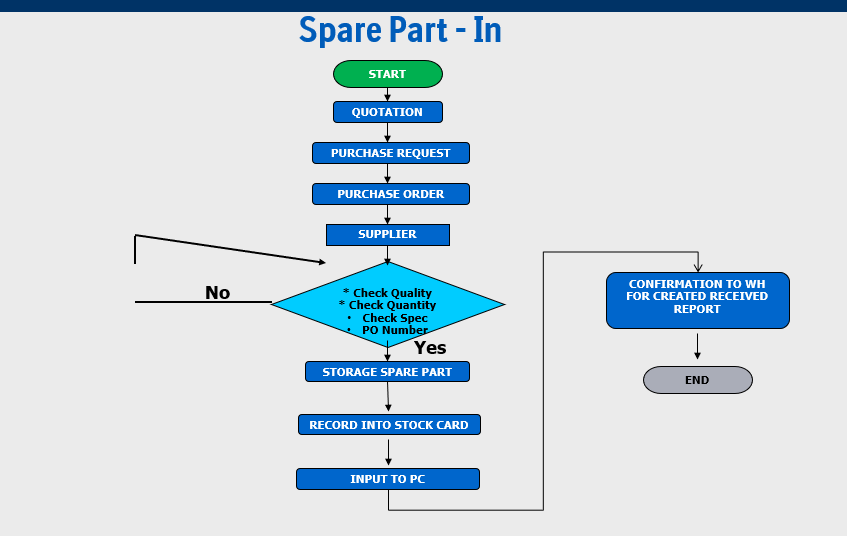 Spare Part - In
START
QUOTATION
PURCHASE REQUEST
PURCHASE ORDER
SUPPLIER
No
* Check Quality
* Check Quantity
• Check Spec
• PO Number
Yes
STORAGE SPARE PART
RECORD INTO STOCK CARD
INPUT TO PC
CONFIRMATION TO WH
FOR CREATED RECEIVED
REPORT
END